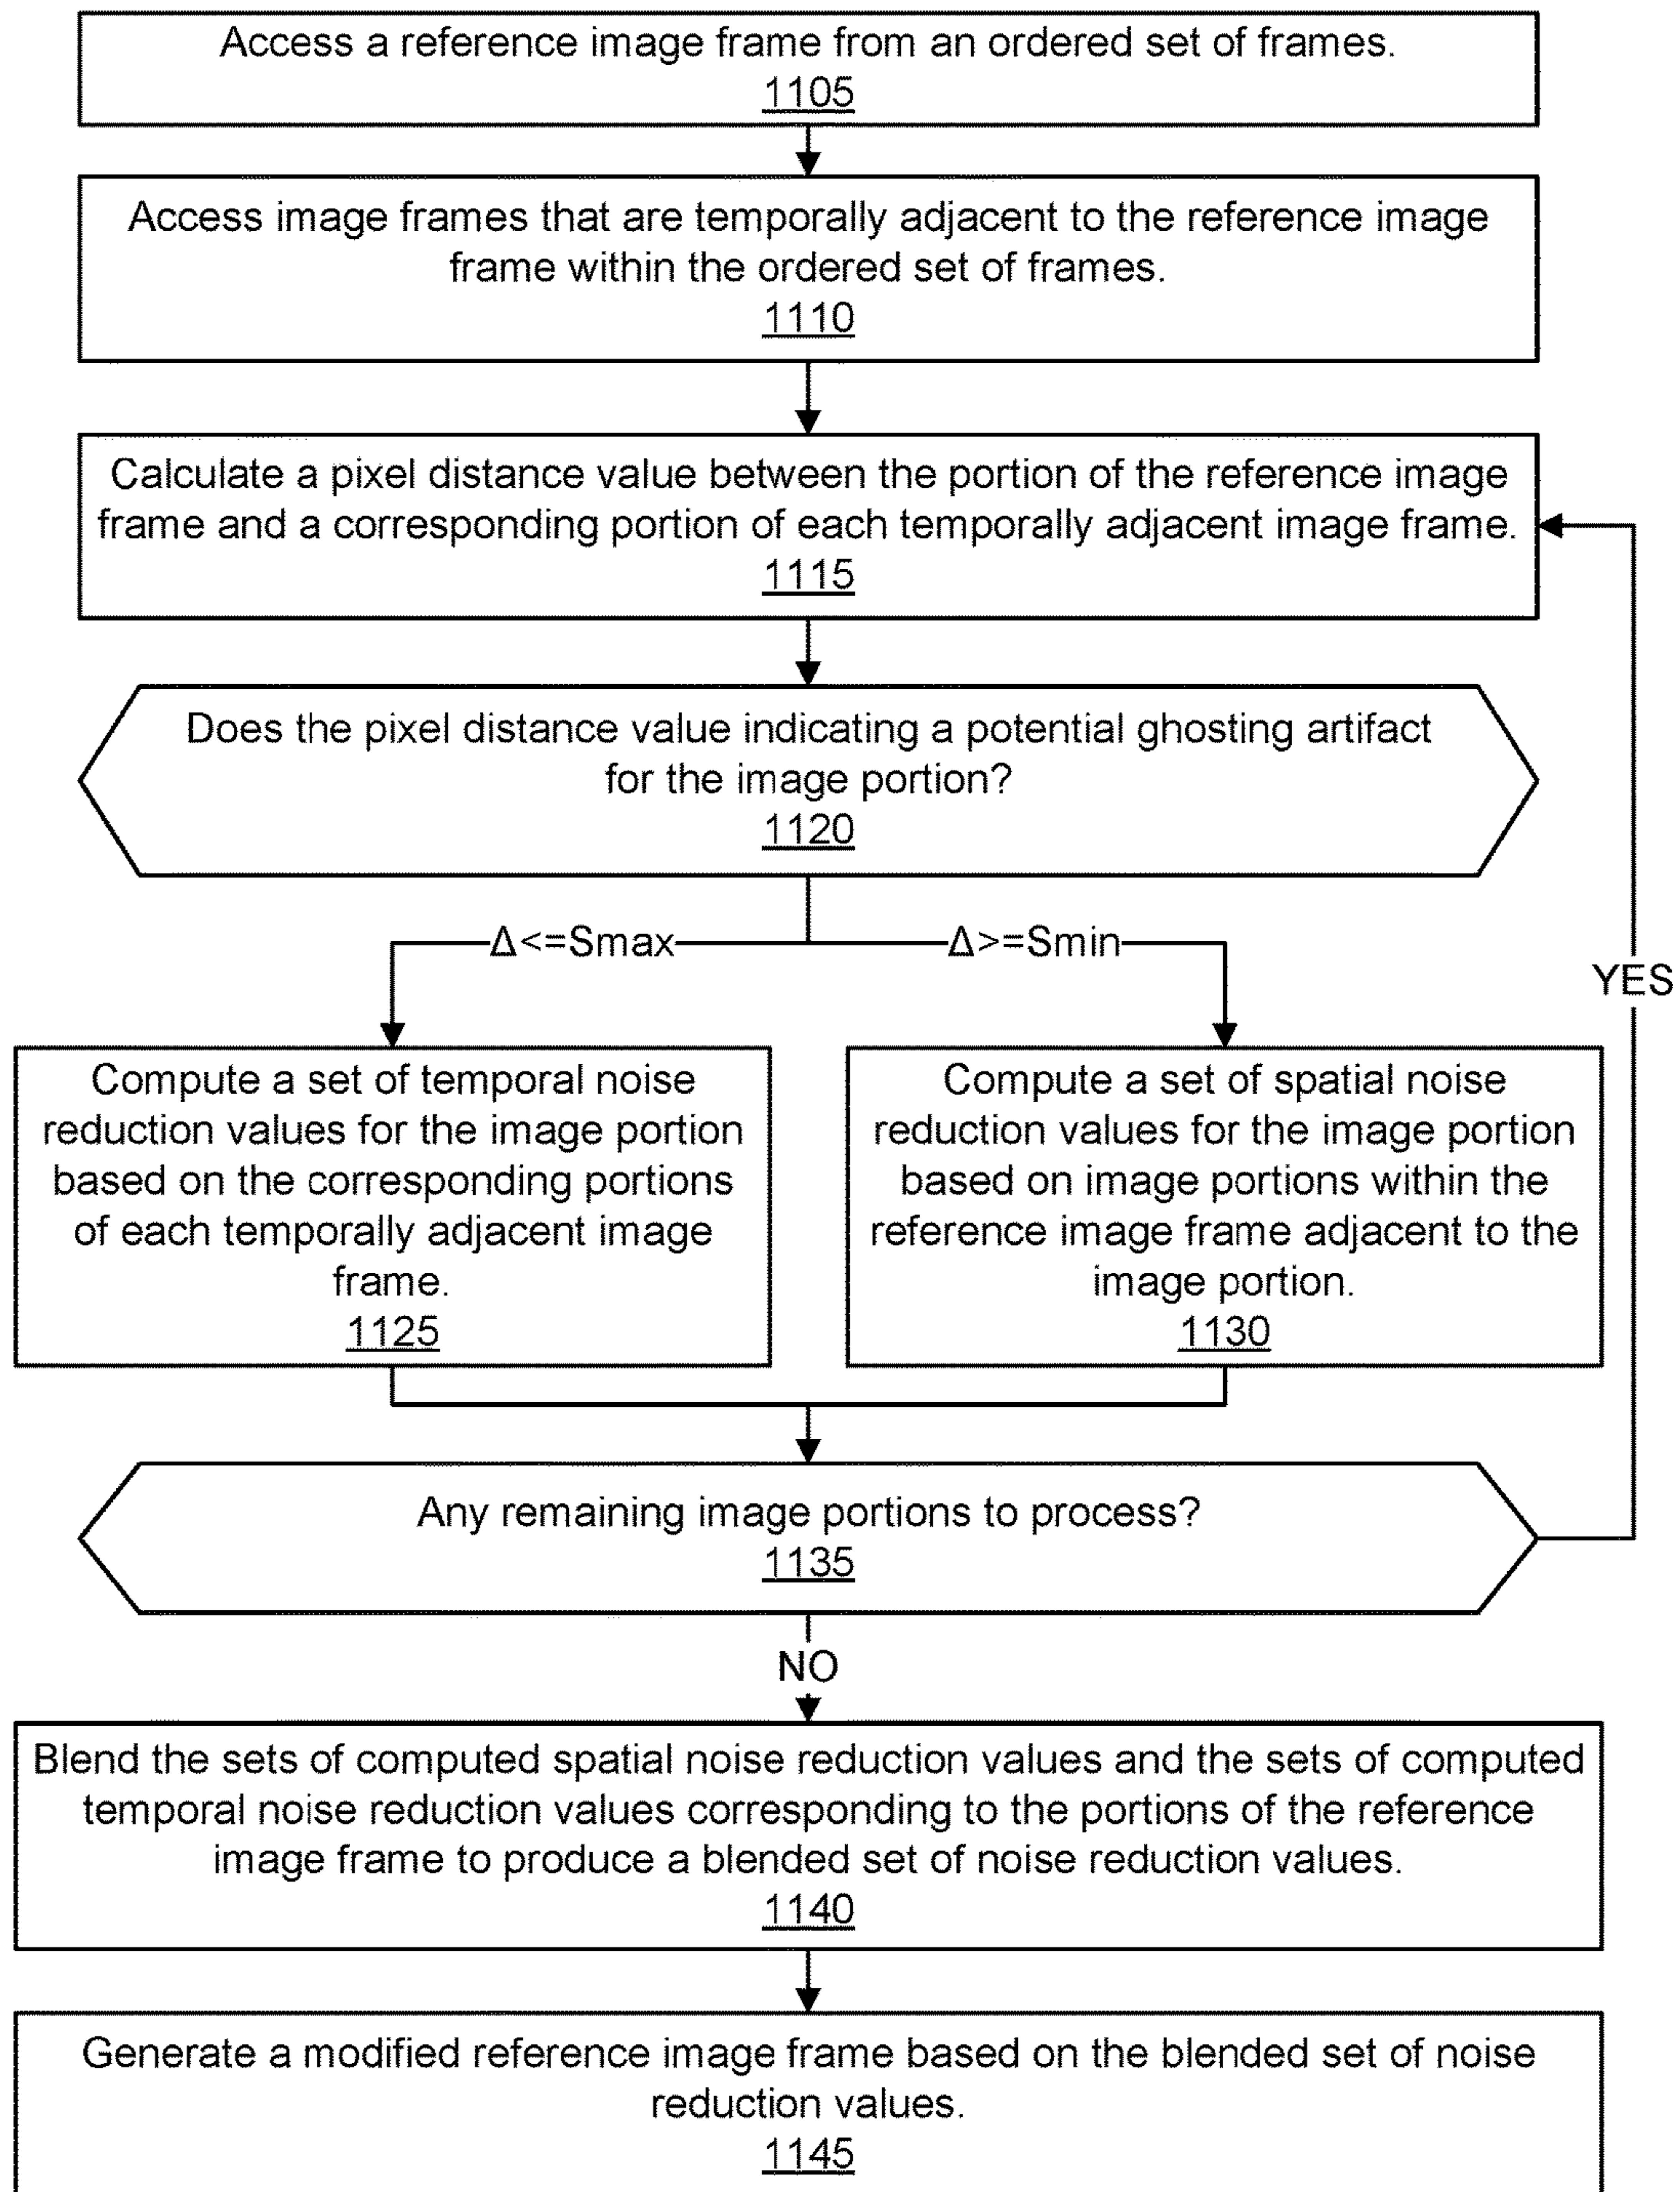 Access a reference image frame from an ordered set of frames.
1105
Access image frames that are temporally adjacent to the reference image
frame within the ordered set of frames.
1110
Calculate a pixel distance value between the portion of the reference image
frame and a corresponding portion of each temporally adjacent image frame.
1115
Does the pixel distance value indicating a potential ghosting artifact
for the image portion?
1120
Δ<=Smax
Δ>=Smin
YES
Compute a set of temporal noise
reduction values for the image portion
based on the corresponding portions
of each temporally adjacent image
frame.
1125
Compute a set of spatial noise
reduction values for the image portion
based on image portions within the
reference image frame adjacent to the
image portion.
1130
Any remaining image portions to process?
1135
NO
Blend the sets of computed spatial noise reduction values and the sets of computed
temporal noise reduction values corresponding to the portions of the reference
image frame to produce a blended set of noise reduction values.
1140
Generate a modified reference image frame based on the blended set of noise
reduction values.
1145